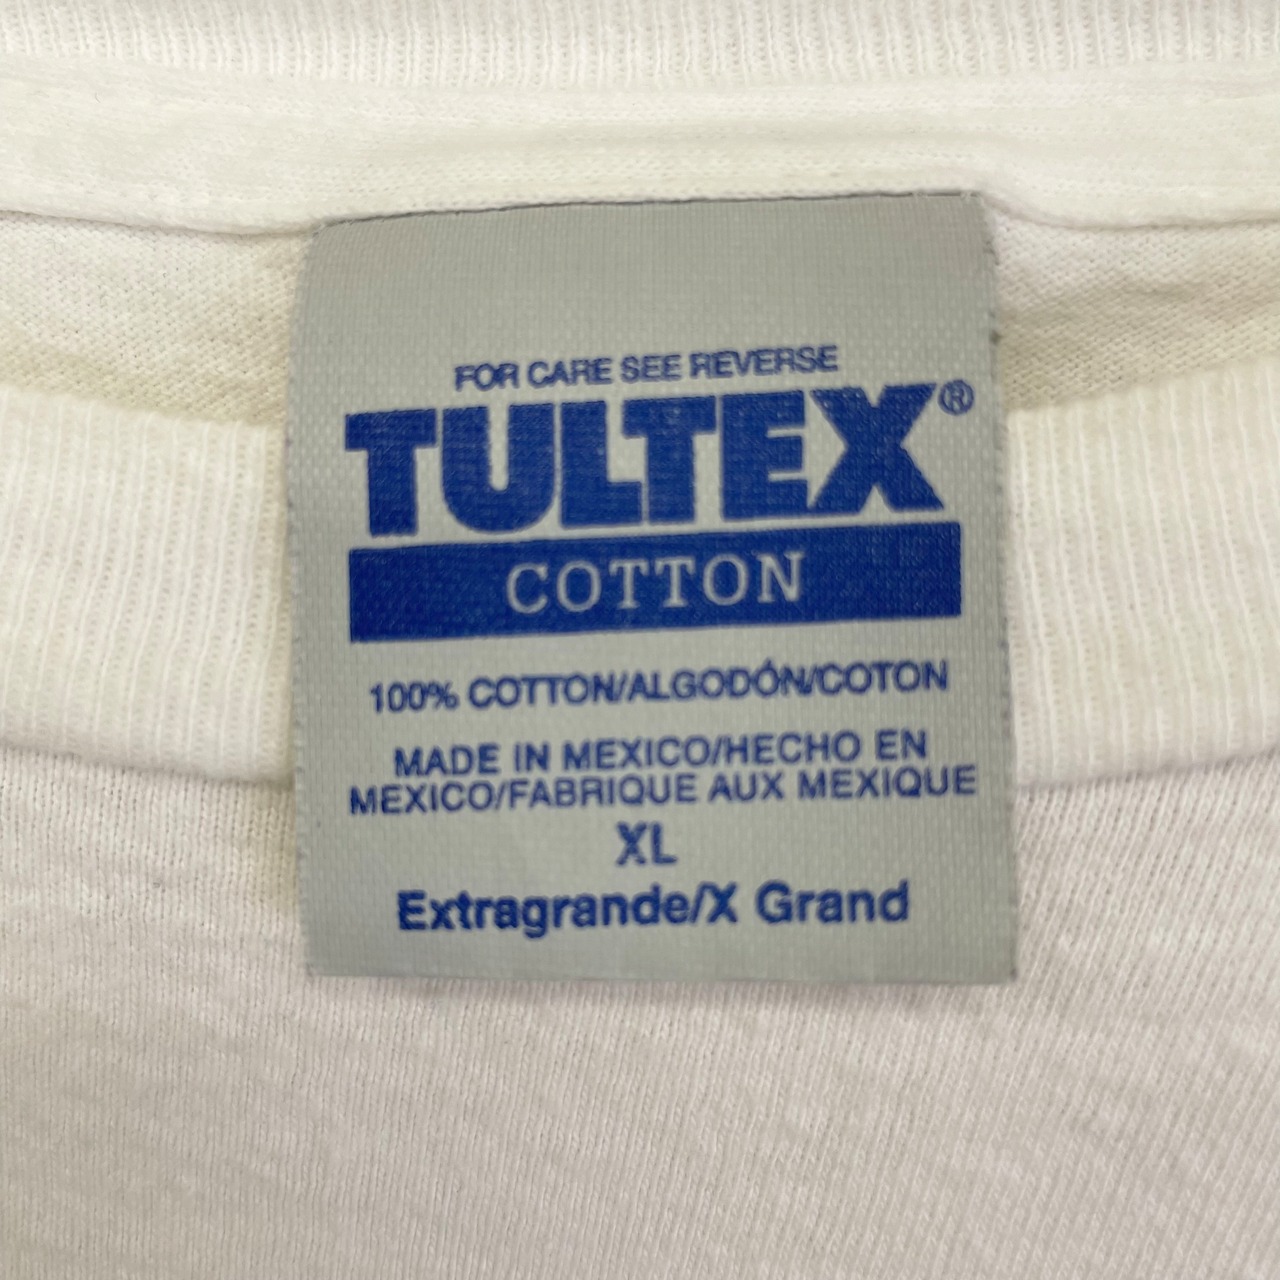 FOR CARE SEE REVERSE
TULTEX®
COTTON
100% COTTON/ALGODÓN/COTON
MADE IN MEXICO/HECHO EN
MEXICO/FABRIQUE AUX MEXIQUE
XL
Extragrande/X Grand